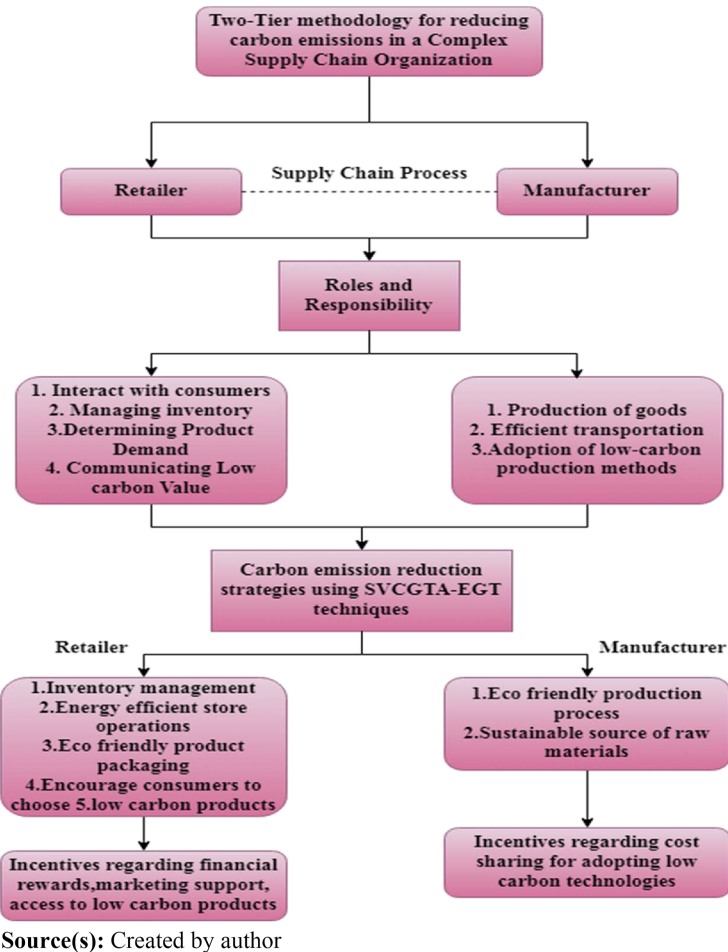 Two-Tier methodology for reducing
carbon emissions in a Complex
Supply Chain Organization
Supply Chain Process
Retailer
Manufacturer
Roles and
Responsibility
1. Interact with consumers
2. Managing inventory
3.Determining Product
Demand
4. Communicating Low
carbon Value
1. Production of goods
2. Efficient transportation
3.Adoption of low-carbon
production methods
Carbon emission reduction
strategies using SVCGTA-EGT
techniques
Retailer
Manufacturer
1.Inventory management
2.Energy efficient store
operations
3.Eco friendly product
packaging
4.Encourage consumers to
choose 5.low carbon products
1.Eco friendly production
process
2.Sustainable source of raw
materials
Incentives regarding financial
rewards,marketing support,
access to low carbon products
Incentives regarding cost
sharing for adopting low
carbon technologies
Source(s): Created by author